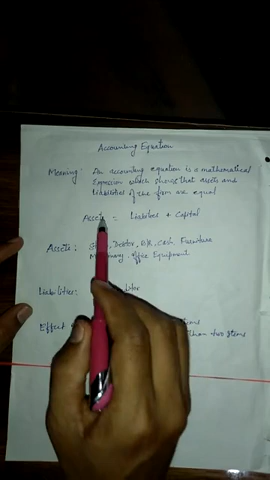 Accounting Equation
Meaning: An accounting equation is a mathematical
Expression which shows that assets and
liabilities of the firm are equal
Assets = Liabilities + Capital
Assets: Debtor, B/R, Cash Furniture
Office Equipment
Liabilities:
Effect
than two Items